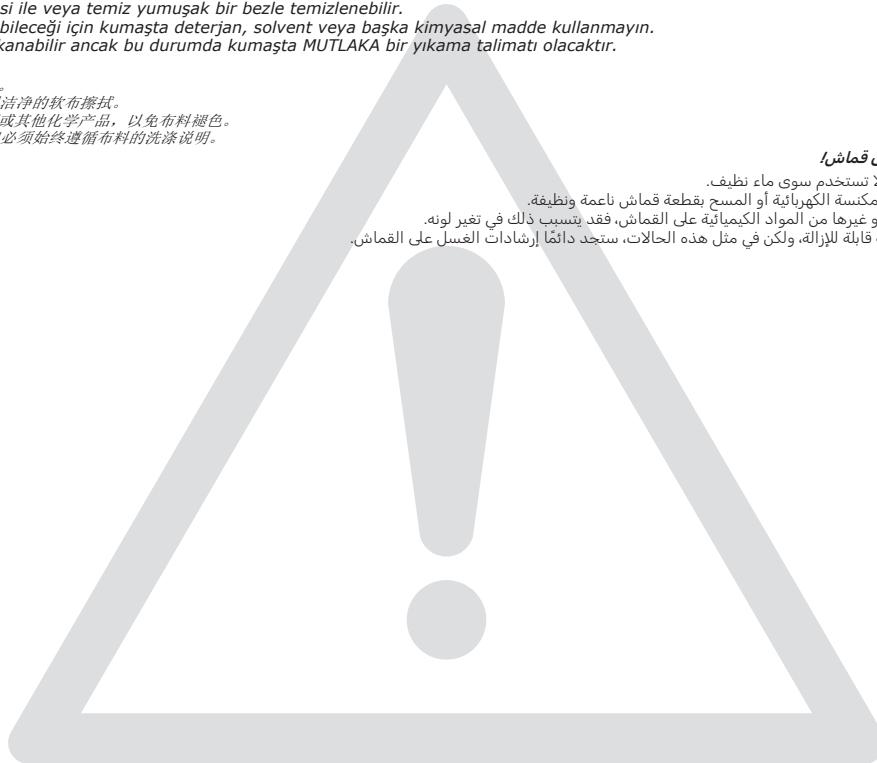 si ile veya temiz yumuşak bir bezle temizlenebilir.
bileceği için kumaşta deterjan, solvent veya başka kimyasal madde kullanmayın.
kanabilir ancak bu durumda kumaşta MUTLAKA bir yıkama talimatı olacaktır.
。
洁净的软布擦拭。
或其他化学产品，以免布料褪色。
必须始终遵循布料的洗涤说明。
قماش!
لا تستخدم سوى ماء نظيف.
مكنسة الكهربائية أو المسح بقطعة قماش ناعمة ونظيفة.
و غيرها من المواد الكيميائية على القماش، فقد يتسبب ذلك في تغير لونه.
قابلة للإزالة، ولكن في مثل هذه الحالات، ستجد دائمًا إرشادات الغسل على القماش.